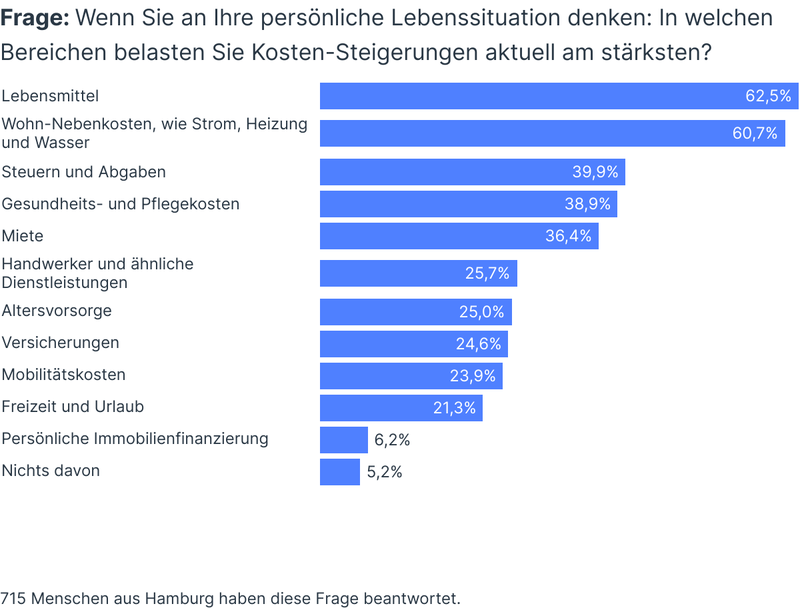 Frage: Wenn Sie an Ihre persönliche Lebenssituation denken: In welchen
Bereichen belasten Sie Kosten-Steigerungen aktuell am stärksten?
Lebensmittel 62,5%
Wohn-Nebenkosten, wie Strom, Heizung
und Wasser 60,7%
Steuern und Abgaben 39,9%
Gesundheits- und Pflegekosten 38,9%
Miete 36,4%
Handwerker und ähnliche
Dienstleistungen 25,7%
Altersvorsorge 25,0%
Versicherungen 24,6%
Mobilitätskosten 23,9%
Freizeit und Urlaub 21,3%
Persönliche Immobilienfinanzierung 6,2%
Nichts davon 5,2%
715 Menschen aus Hamburg haben diese Frage beantwortet.